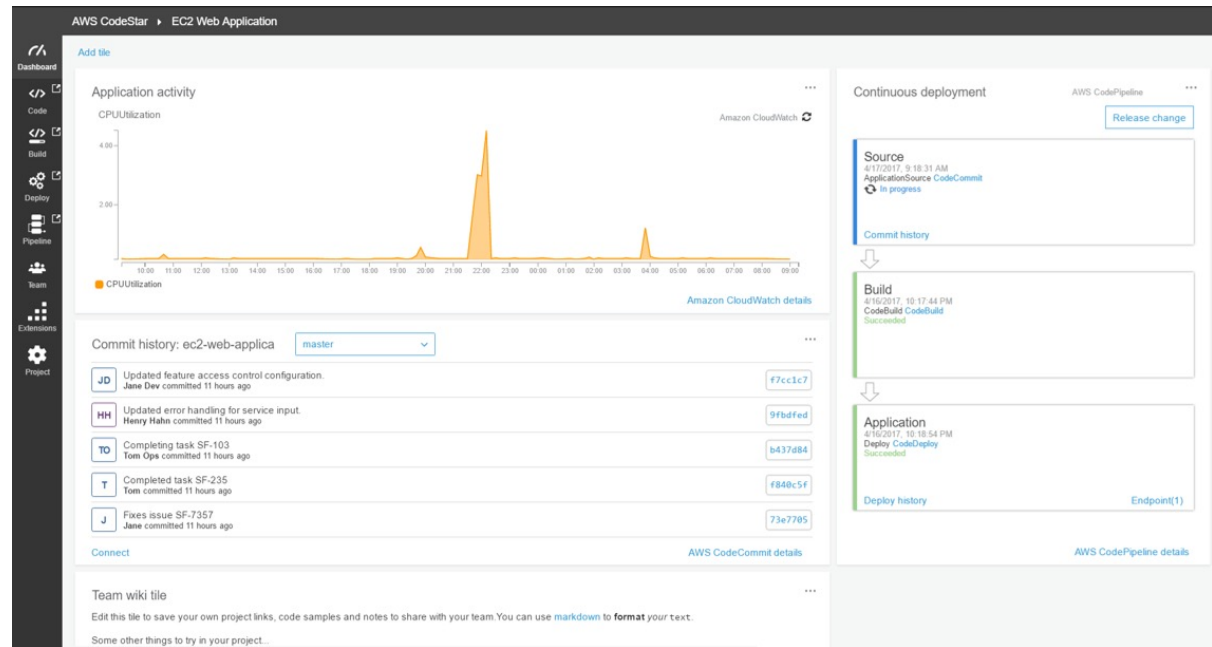 AWS CodeStar ▸ EC2 Web Application
Dashboard
Code
Build
Deploy
Pipeline
Team
Extensions
Project
Add tile
Application activity
CPUUtilization
Amazon CloudWatch
4.00
2.00
10:00 11:00 12:00 13:00 14:00 15:00 16:00 17:00 18:00 19:00 20:00 21:00 22:00 23:00 00:00 01:00 02:00 03:00 04:00 05:00 06:00 07:00 08:00 09:00
CPUUtilization
Amazon CloudWatch details
Commit history: ec2-web-applica master
JD
Updated feature access control configuration.
Jane Dev committed 11 hours ago
f7cc1c7
HH
Updated error handling for service input.
Henry Hahn committed 11 hours ago
9fbdfed
TO
Completing task SF-103
Tom Ops committed 11 hours ago
b437d84
T
Completed task SF-235
Tom committed 11 hours ago
f840c5f
J
Fixes issue SF-7357
Jane committed 11 hours ago
73e7705
Connect
AWS CodeCommit details
Team wiki tile
Edit this tile to save your own project links, code samples and notes to share with your team.You can use markdown to format your text.
Some other things to try in your project...
Continuous deployment
AWS CodePipeline
Release change
Source
4/17/2017, 9:18:31 AM
ApplicationSource CodeCommit
In progress
Commit history
Build
4/16/2017, 10:17:44 PM
CodeBuild CodeBuild
Succeeded
Application
4/16/2017, 10:18:54 PM
Deploy CodeDeploy
Succeeded
Deploy history
Endpoint(1)
AWS CodePipeline details